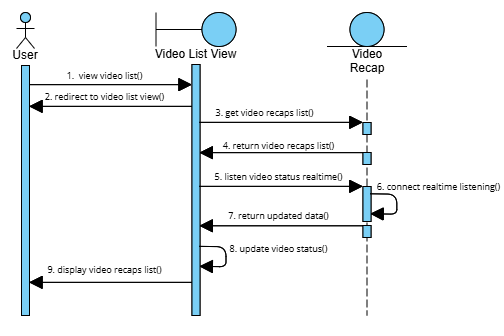 User
Video List View
Video
Recap
1. view video list()
2. redirect to video list view()
3. get video recaps list()
4. return video recaps list()
5. listen video status realtime()
6. connect realtime listening()
7. return updated data()
8. update video status()
9. display video recaps list()